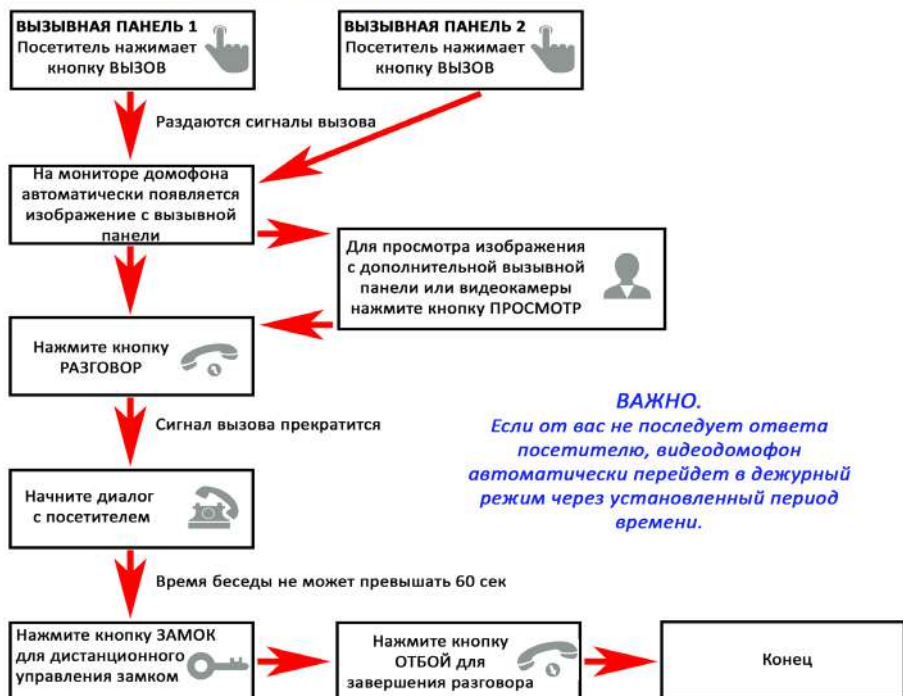 ВЫЗЫВНАЯ ПАНЕЛЬ 1
Посетитель нажимает
кнопку ВЫЗОВ
ВЫЗЫВНАЯ ПАНЕЛЬ 2
Посетитель нажимает
кнопку ВЫЗОВ
Раздаются сигналы вызова
На мониторе домофона
автоматически появляется
изображение с вызывной
панели
Для просмотра изображения
с дополнительной вызывной
панели или видеокамеры
нажмите кнопку ПРОСМОТР
Нажмите кнопку
РАЗГОВОР
Сигнал вызова прекратится
ВАЖНО.
Если от вас не последует ответа
посетителю, видеодомофон
автоматически перейдет в дежурный
режим через установленный период
времени.
Начните диалог
с посетителем
Время беседы не может превышать 60 сек
Нажмите кнопку ЗАМОК
для дистанционного
управления замком
Нажмите кнопку
ОТБОЙ для
завершения разговора
Конец